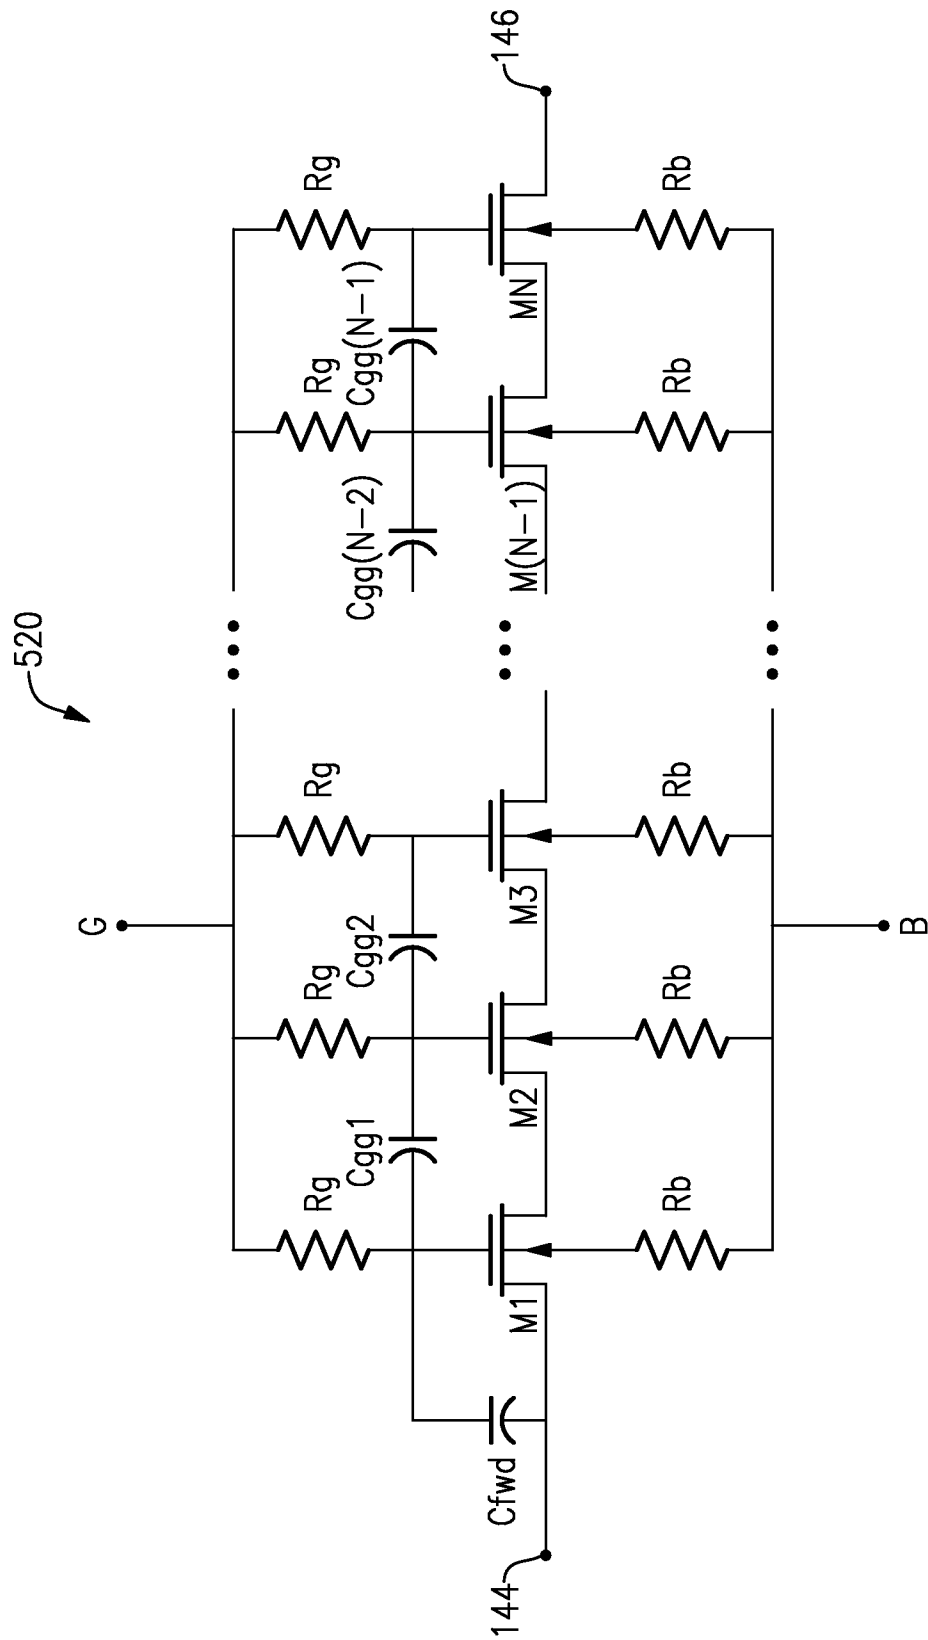 520
G
Rg
Rg
Rg
Rg
Rg
Cgg1
Cgg2
Cgg(N-2)
Cgg(N-1)
Cfwd
M1
M2
M3
M(N-1)
MN
144
146
Rb
Rb
Rb
Rb
Rb
B